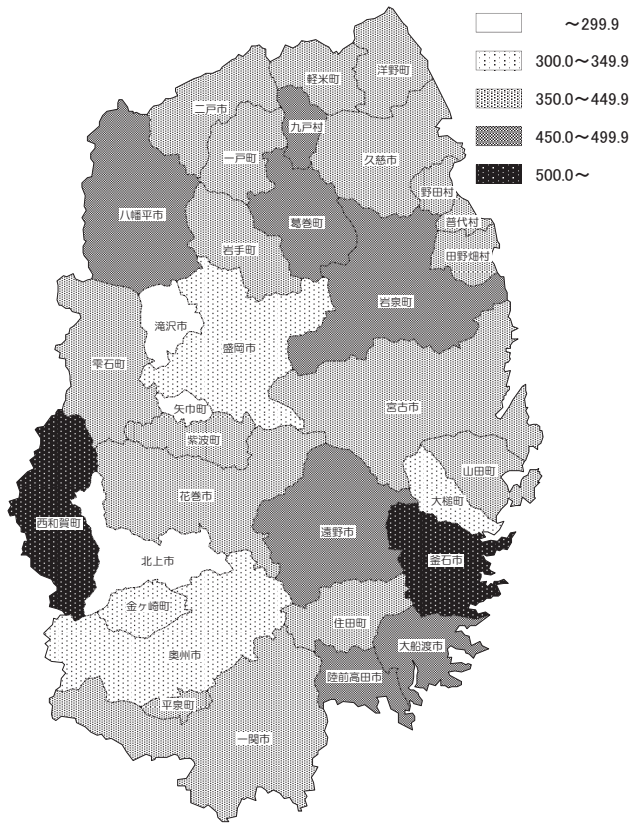 ～299.9
300.0～349.9
350.0～449.9
450.0～499.9
500.0～
洋野町
軽米町
二戸市
九戸村
一戸町
久慈市
野田村
普代村
八幡平市
葛巻町
岩手町
田野畑村
岩泉町
滝沢市
盛岡市
雫石町
矢巾町
宮古市
紫波町
山田町
花巻市
大槌町
西和賀町
遠野市
北上市
釜石市
金ヶ崎町
住田町
大船渡市
奥州市
陸前高田市
平泉町
一関市